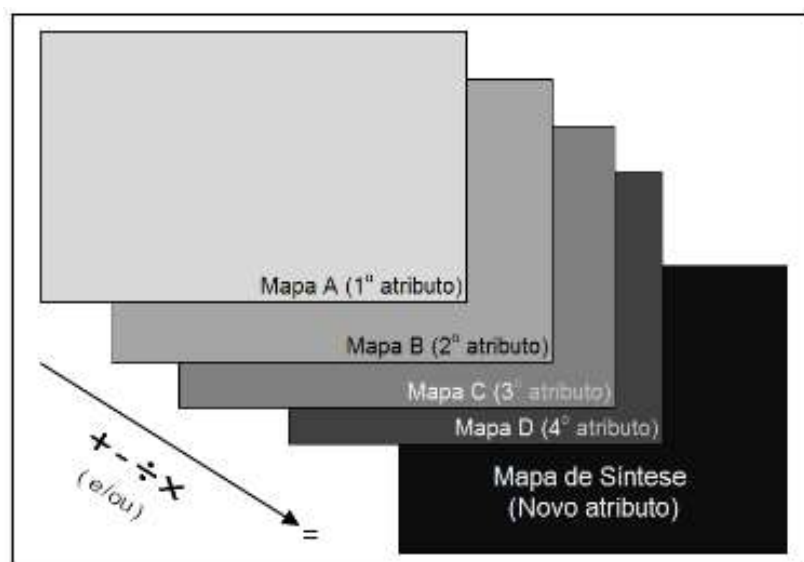 Mapa A (1º atributo)
Mapa B (2º atributo)
Mapa C (3º atributo)
Mapa D (4º atributo)
+ - ÷ x
(e/ou)
=
Mapa de Síntese
(Novo atributo)